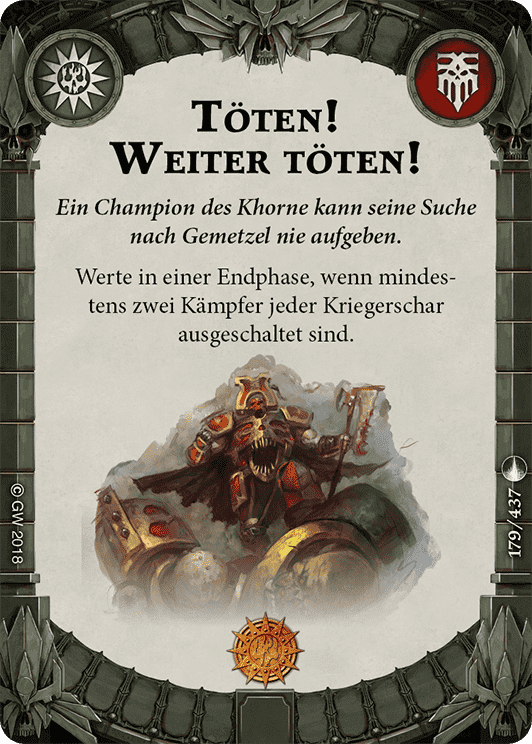 Töten!
Weiter töten!
Ein Champion des Khorne kann seine Suche
nach Gemetzel nie aufgeben.
Werte in einer Endphase, wenn mindes-
tens zwei Kämpfer jeder Kriegerschar
ausgeschaltet sind.
© GW 2018
179/437